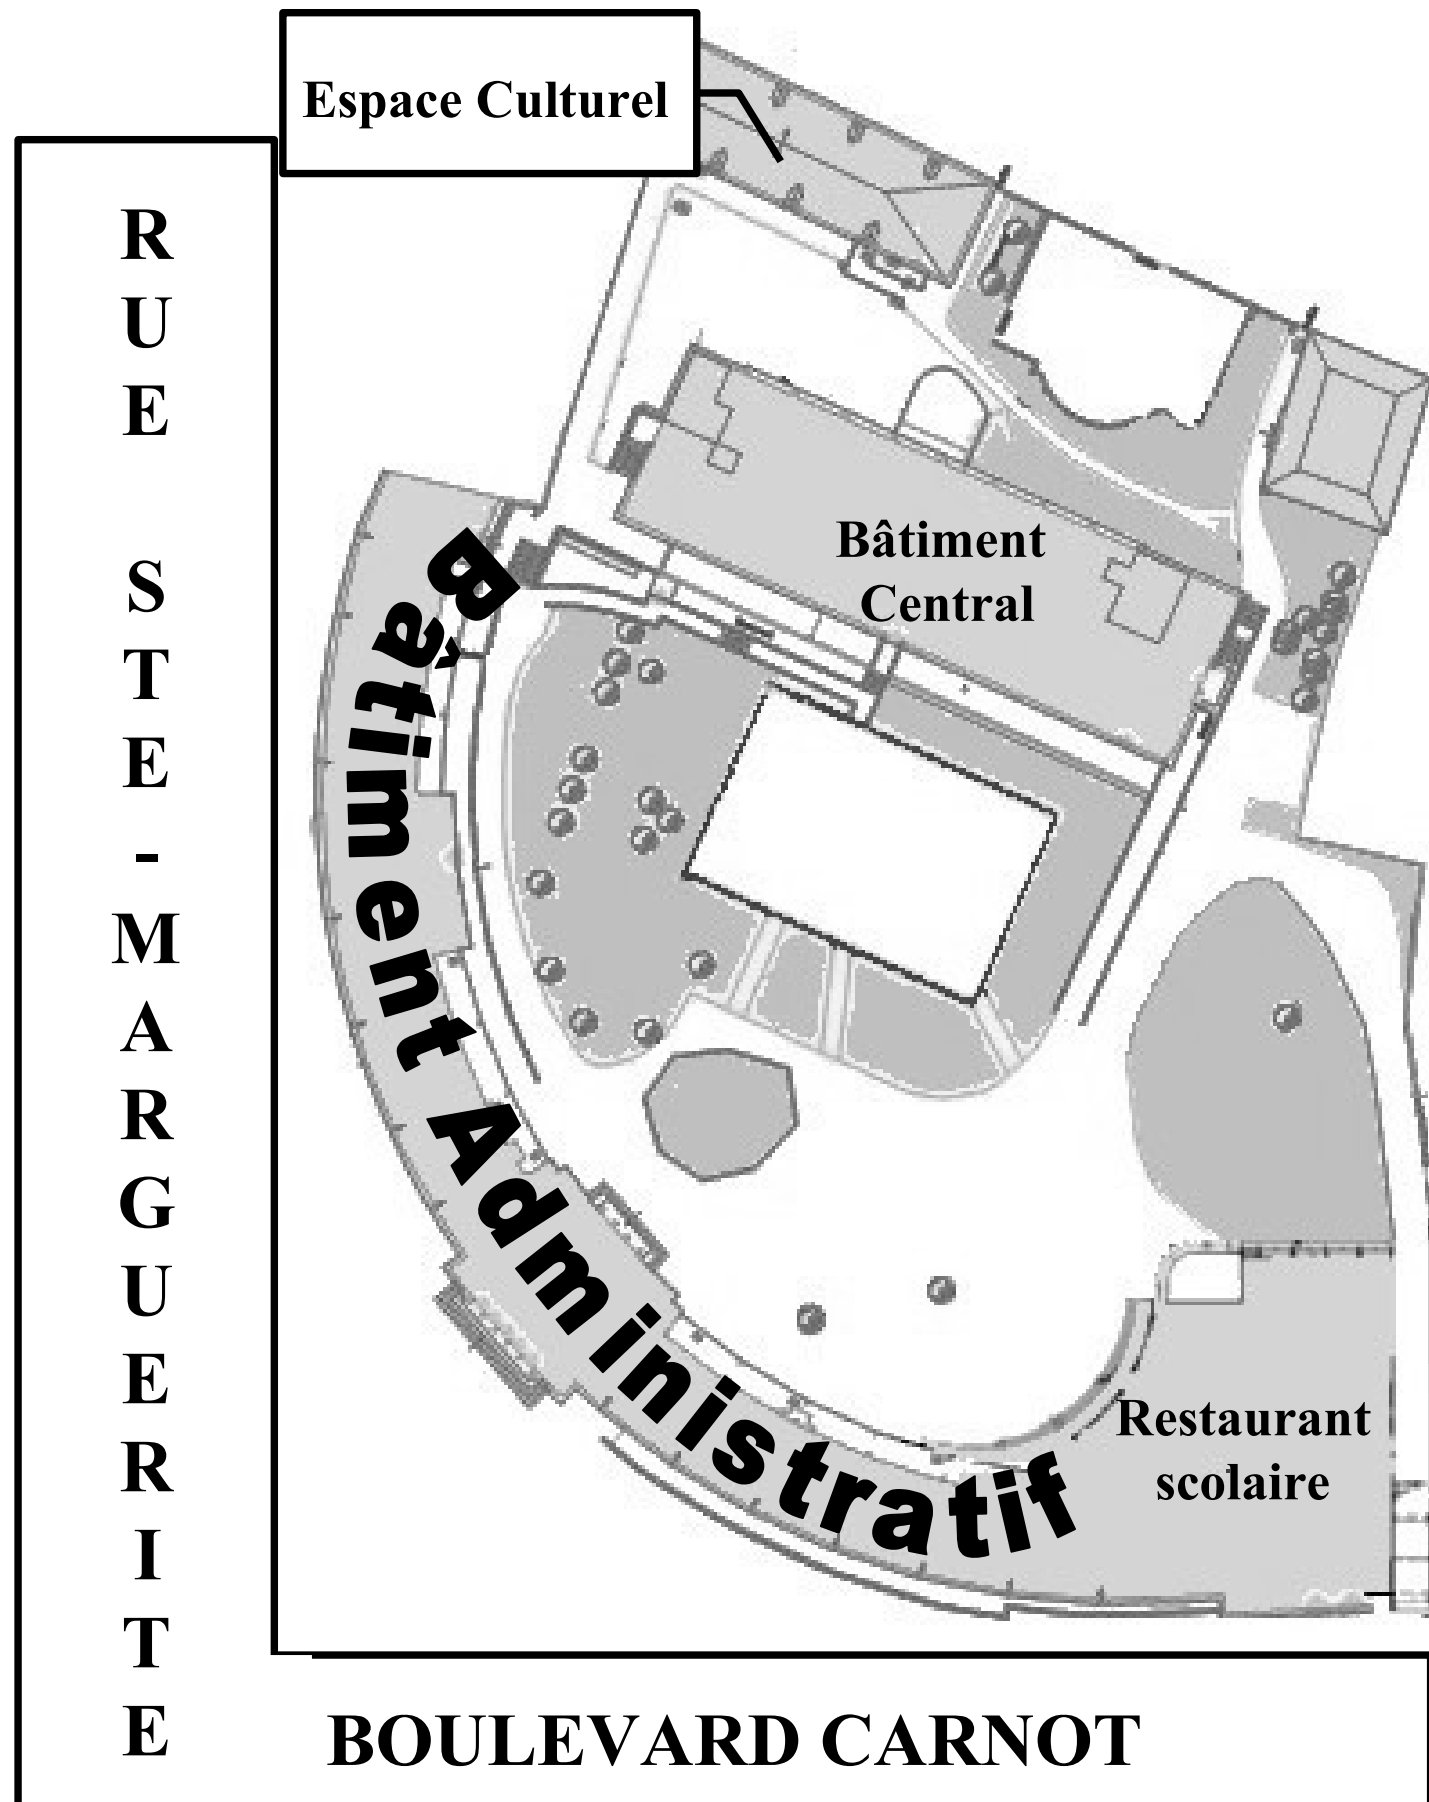 Espace Culturel
RUE STE-MARGUERITE
Bâtiment
Central
Bâtiment Administratif
Restaurant
scolaire
BOULEVARD CARNOT